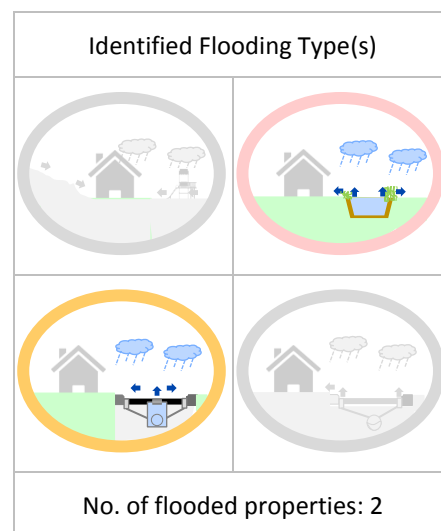 Identified Flooding Type(s)
No. of flooded properties: 2